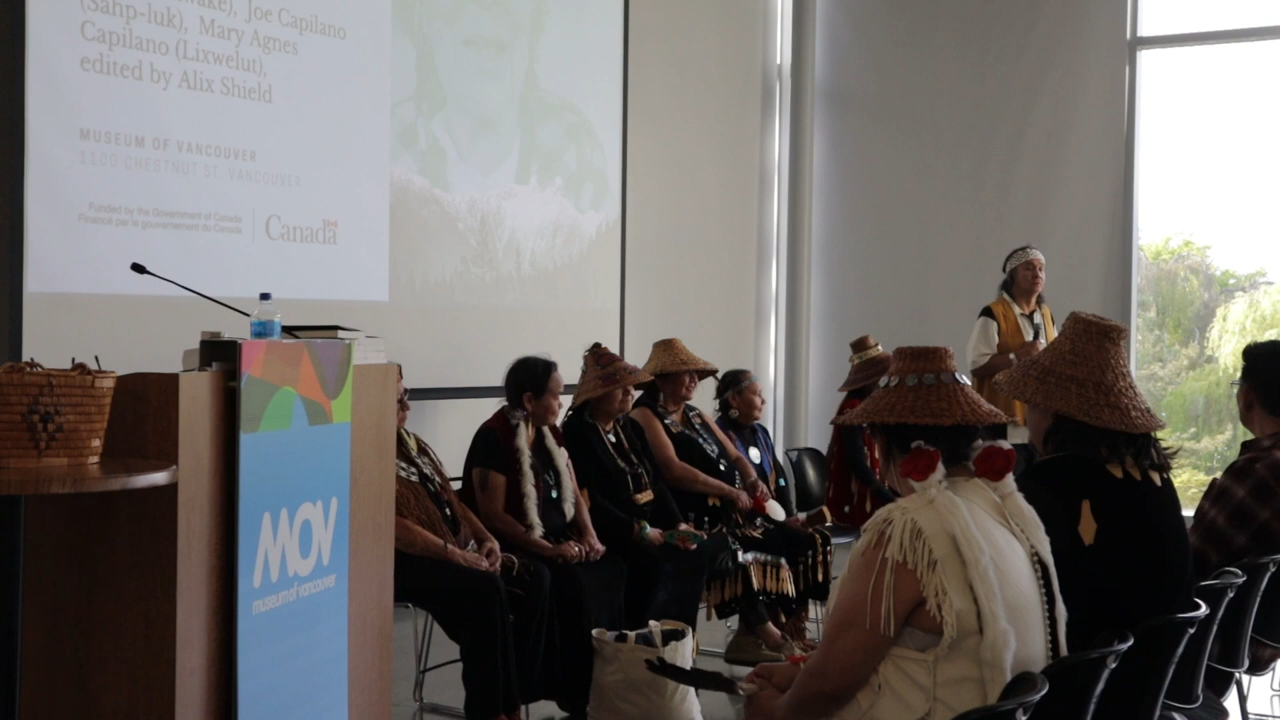 Joe Capilano
(Sahp-luk), Mary Agnes
Capilano (Lixwelut),
edited by Alix Shield
MUSEUM OF VANCOUVER
1100 CHESTNUT ST. VANCOUVER
Funded by the Government of Canada
Financé par le gouvernement du Canada
Canada
MOV
museum of vancouver